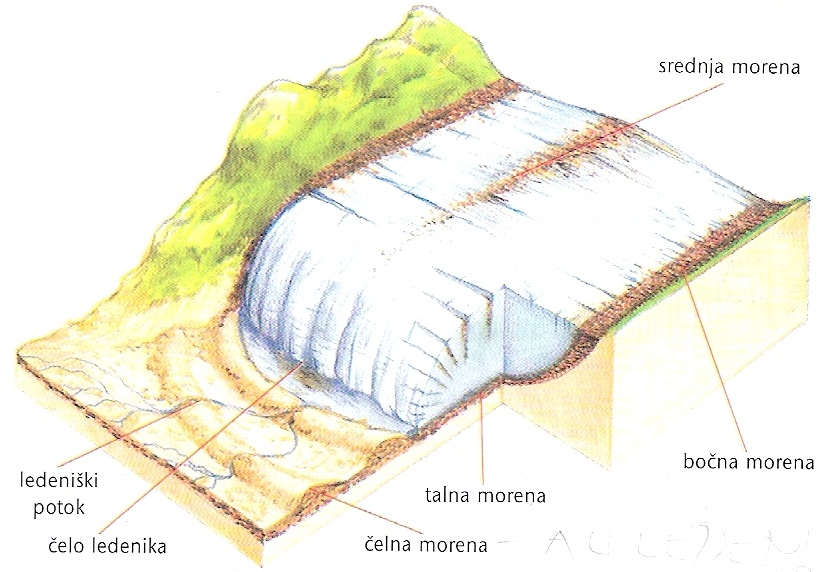 srednja morena
bočna morena
ledeniški
potok
talna morena
čelo ledenika
čelna morena